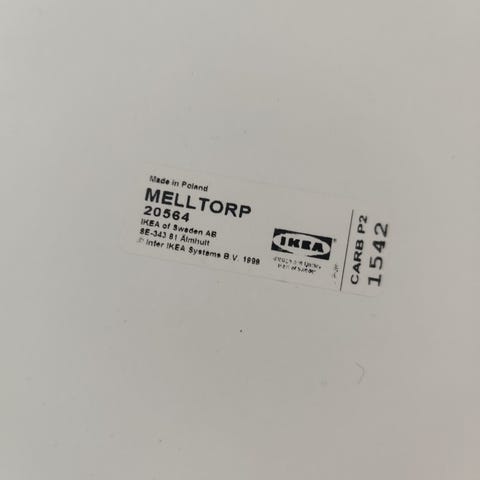 Made in Poland
MELLTORP
20564
IKEA of Sweden AB
SE-343 81 Älmhult
Inter IKEA Systems B.V. 1999
IKEA
CARB P2
1542